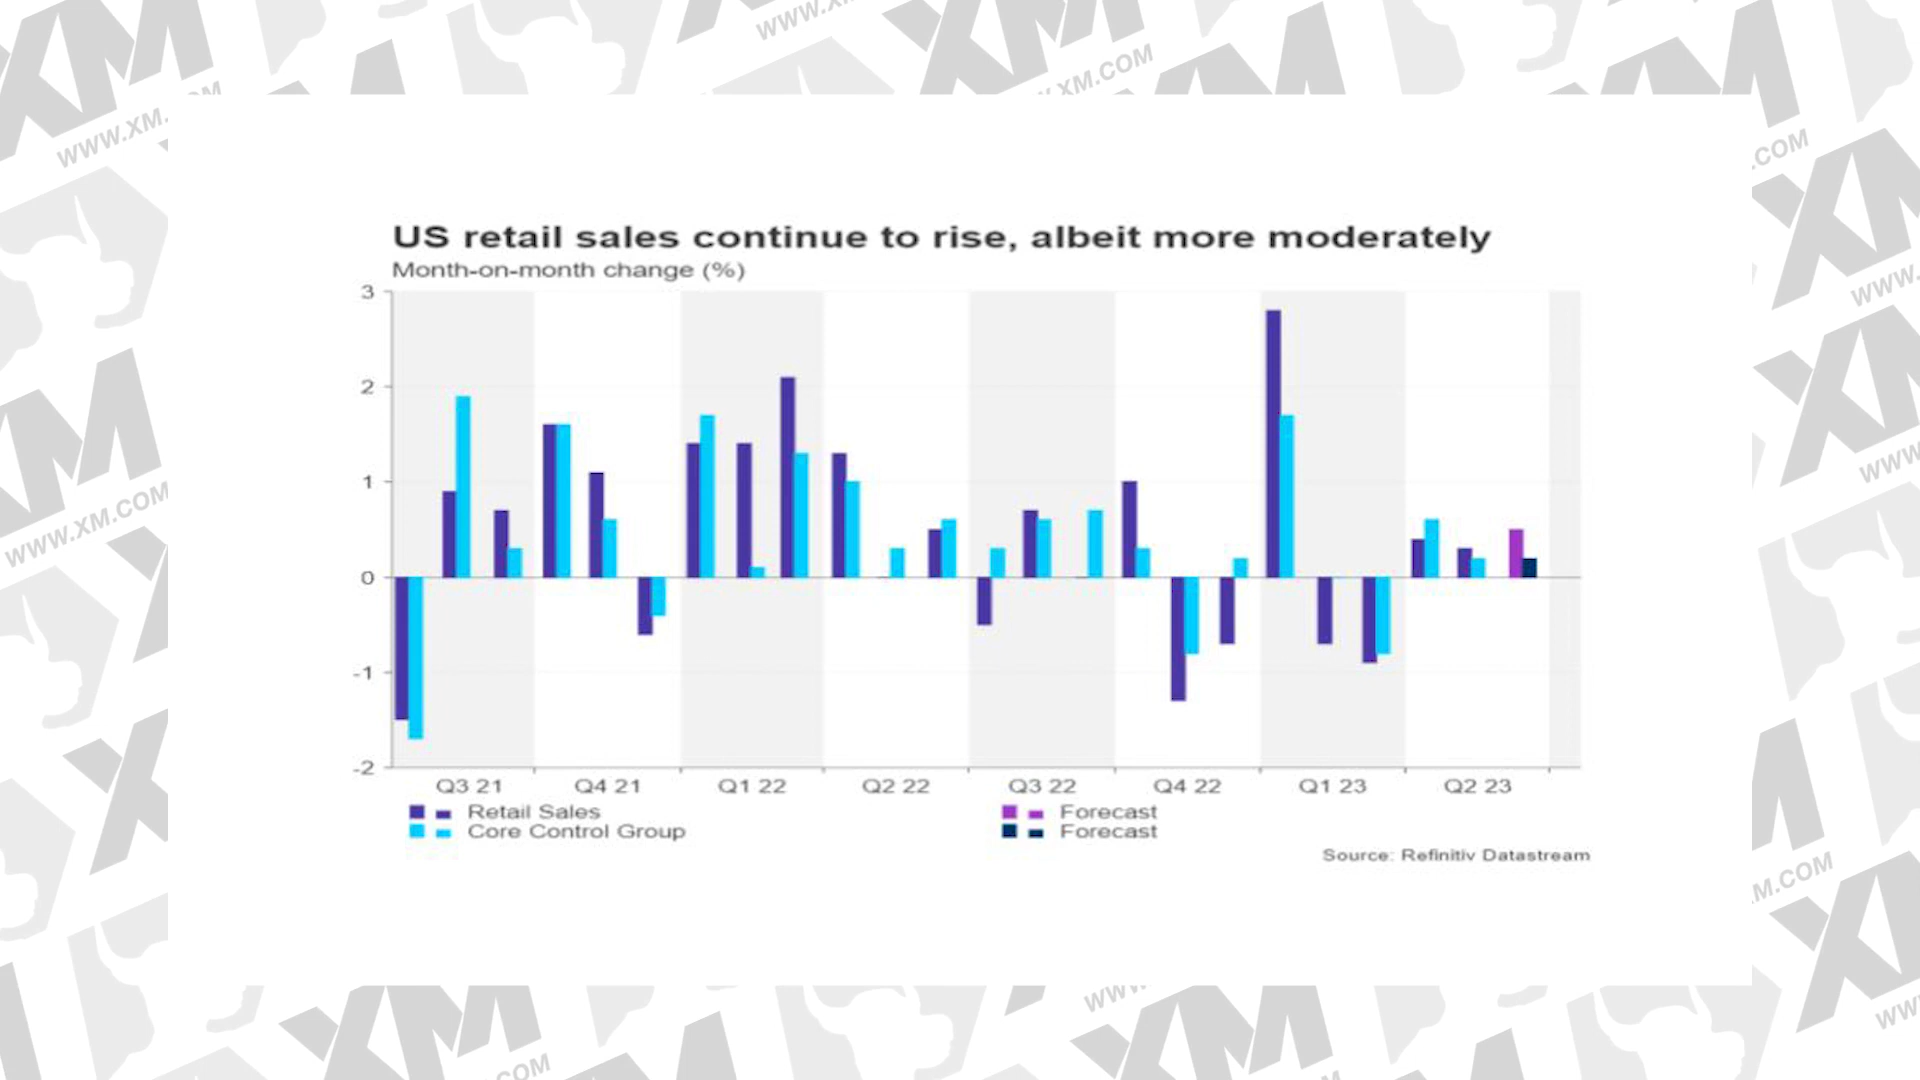 US retail sales continue to rise, albeit more moderately
Month-on-month change (%)
3
2
1
0
-1
-2
Q3 21 Q4 21 Q1 22 Q2 22 Q3 22 Q4 22 Q1 23 Q2 23
Retail Sales Forecast
Core Control Group Forecast
Source: Refinitiv Datastream
XM
WWW.XM.COM